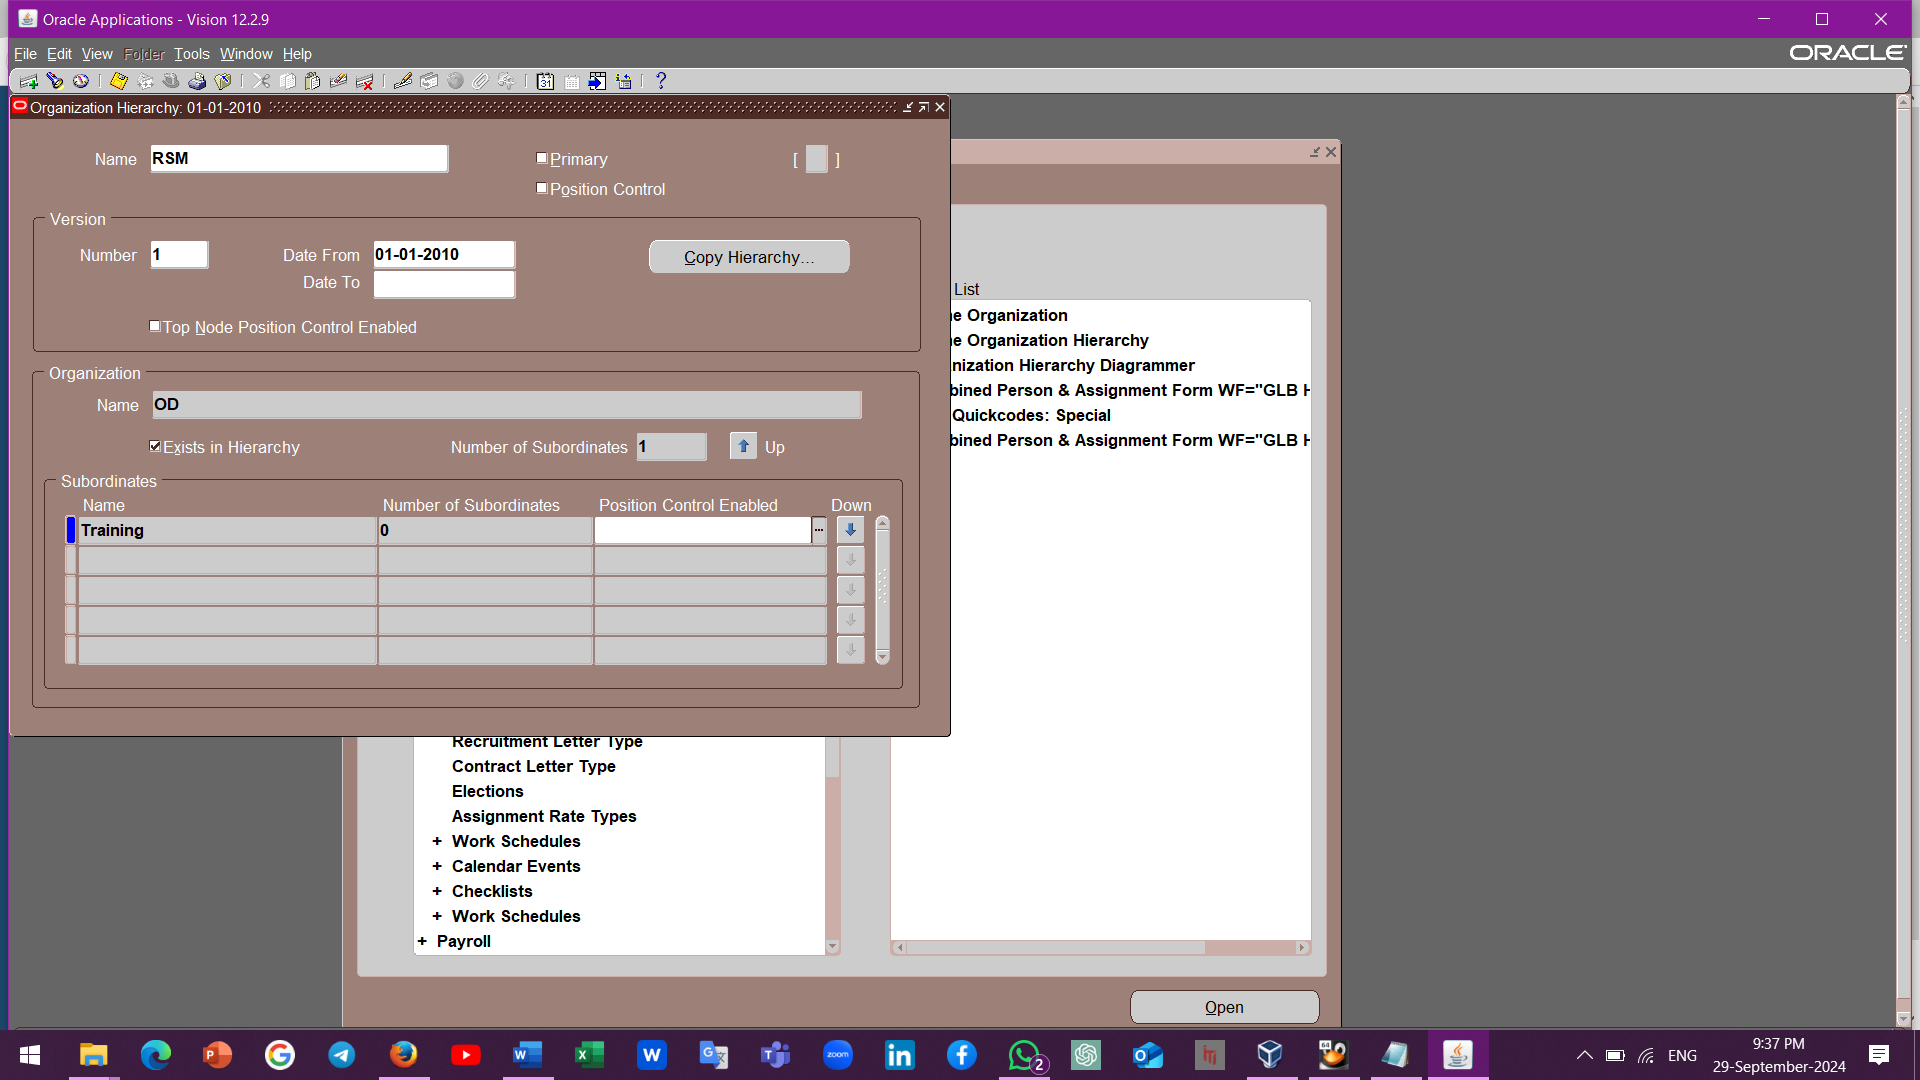 Oracle Applications - Vision 12.2.9
File Edit View Folder Tools Window Help
ORACLE
Organization Hierarchy: 01-01-2010
Name RSM
Primary [ ]
Position Control
Version
Number 1
Date From 01-01-2010
Copy Hierarchy...
Date To
Top Node Position Control Enabled
Organization
Name OD
Exists in Hierarchy
Number of Subordinates 1
Up
Subordinates
Name Number of Subordinates Position Control Enabled Down
Training 0
List
e Organization
e Organization Hierarchy
nization Hierarchy Diagrammer
bined Person & Assignment Form WF="GLB H
Quickcodes: Special
bined Person & Assignment Form WF="GLB H
Recruitment Letter Type
Contract Letter Type
Elections
Assignment Rate Types
+ Work Schedules
+ Calendar Events
+ Checklists
+ Work Schedules
+ Payroll
Open
zoom
2
64
ENG
9:37 PM
29-September-2024